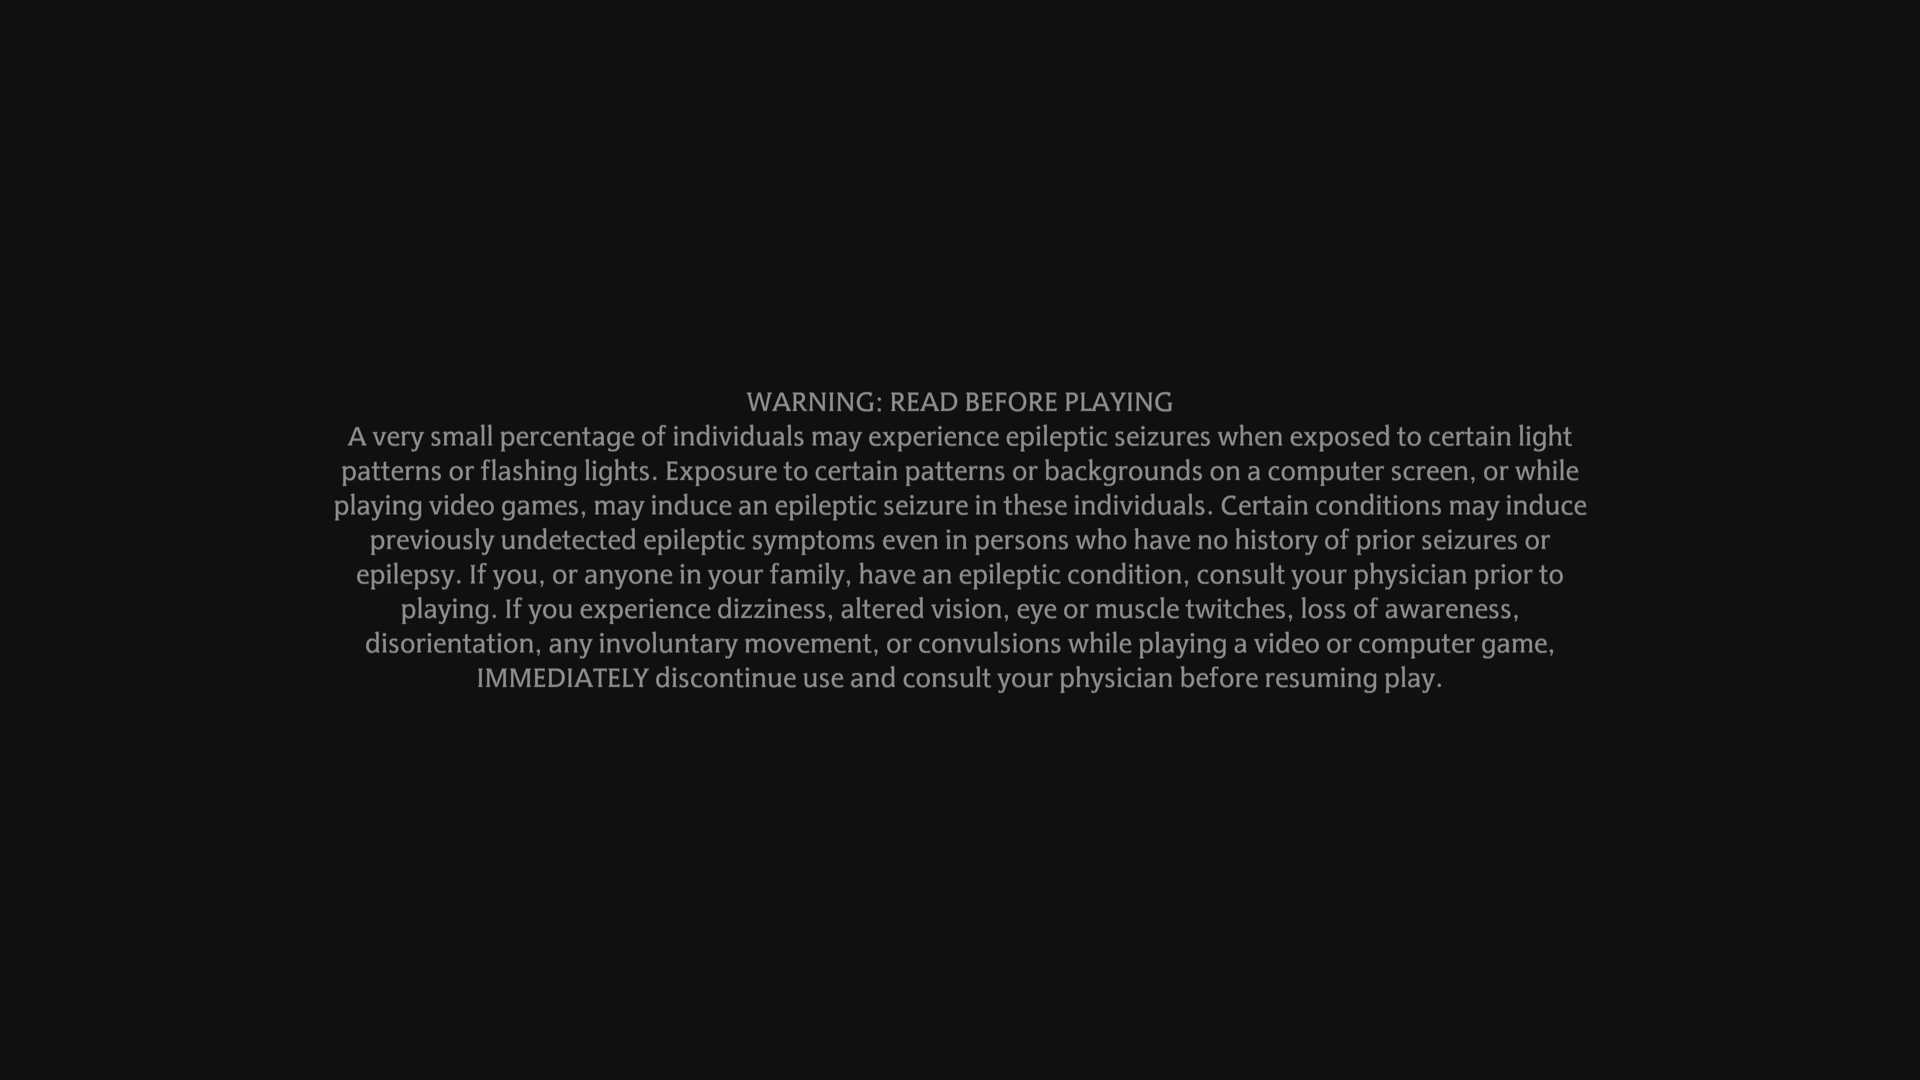 WARNING: READ BEFORE PLAYING
A very small percentage of individuals may experience epileptic seizures when exposed to certain light
patterns or flashing lights. Exposure to certain patterns or backgrounds on a computer screen, or while
playing video games, may induce an epileptic seizure in these individuals. Certain conditions may induce
previously undetected epileptic symptoms even in persons who have no history of prior seizures or
epilepsy. If you, or anyone in your family, have an epileptic condition, consult your physician prior to
playing. If you experience dizziness, altered vision, eye or muscle twitches, loss of awareness,
disorientation, any involuntary movement, or convulsions while playing a video or computer game,
IMMEDIATELY discontinue use and consult your physician before resuming play.